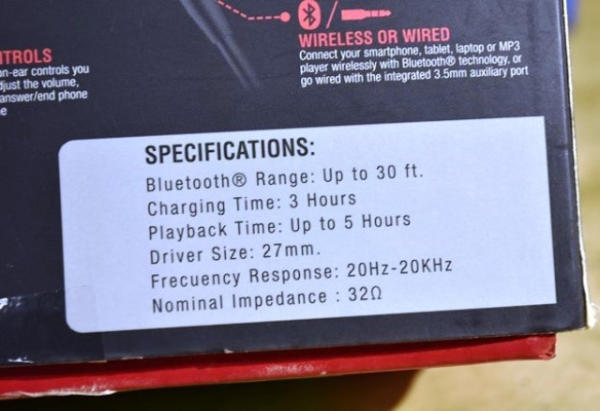 WIRELESS OR WIRED
Connect your smartphone, tablet, laptop or MP3
player wirelessly with Bluetooth® technology, or
go wired with the integrated 3.5mm auxiliary port
NTROLS
on-ear controls you
djust the volume,
answer/end phone
e
SPECIFICATIONS:
Bluetooth® Range: Up to 30 ft.
Charging Time: 3 Hours
Playback Time: Up to 5 Hours
Driver Size: 27mm.
Frecuency Response: 20Hz-20KHz
Nominal Impedance : 32Ω